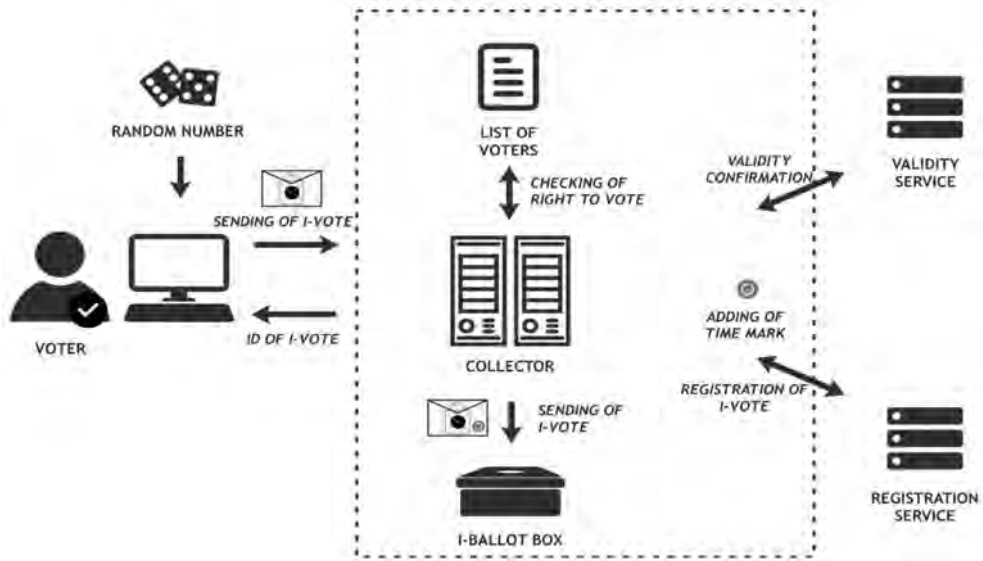 RANDOM NUMBER
SENDING OF I-VOTE
VOTER
ID OF I-VOTE
LIST OF
VOTERS
CHECKING OF
RIGHT TO VOTE
COLLECTOR
SENDING OF
I-VOTE
I-BALLOT BOX
VALIDITY
CONFIRMATION
VALIDITY
SERVICE
ADDING OF
TIME MARK
REGISTRATION OF
I-VOTE
REGISTRATION
SERVICE